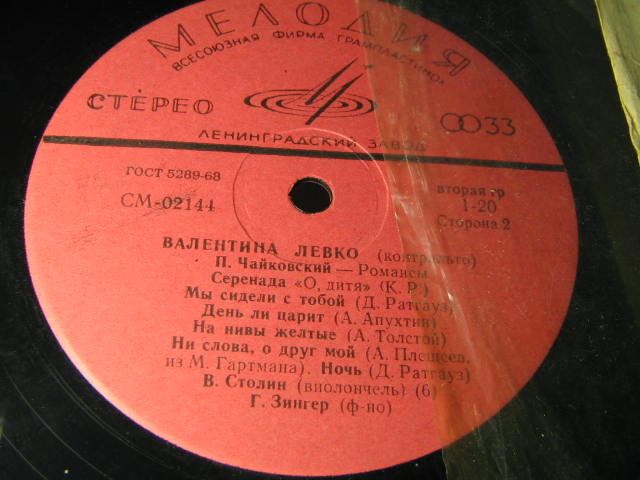 МЕЛОДИЯ
ВСЕСОЮЗНАЯ ФИРМА ГРАМПЛАСТИНОК
СТЕРЕО
33
ЛЕНИНГРАДСКИЙ ЗАВОД
ГОСТ 5289-68
вторая гр
СМ-02144
1-20
Сторона 2
ВАЛЕНТИНА ЛЕВКО (контральто)
П. Чайковский — Романсы
Серенада «О, дитя» (К. Р.)
Мы сидели с тобой (Д. Ратгауз)
День ли царит (А. Апухтин)
На нивы желтые (А. Толстой)
Ни слова, о друг мой (А. Плещеев,
из М. Гартмана). Ночь (Д. Ратгауз)
В. Столин (виолончель) (6)
Г. Зингер (ф-но)